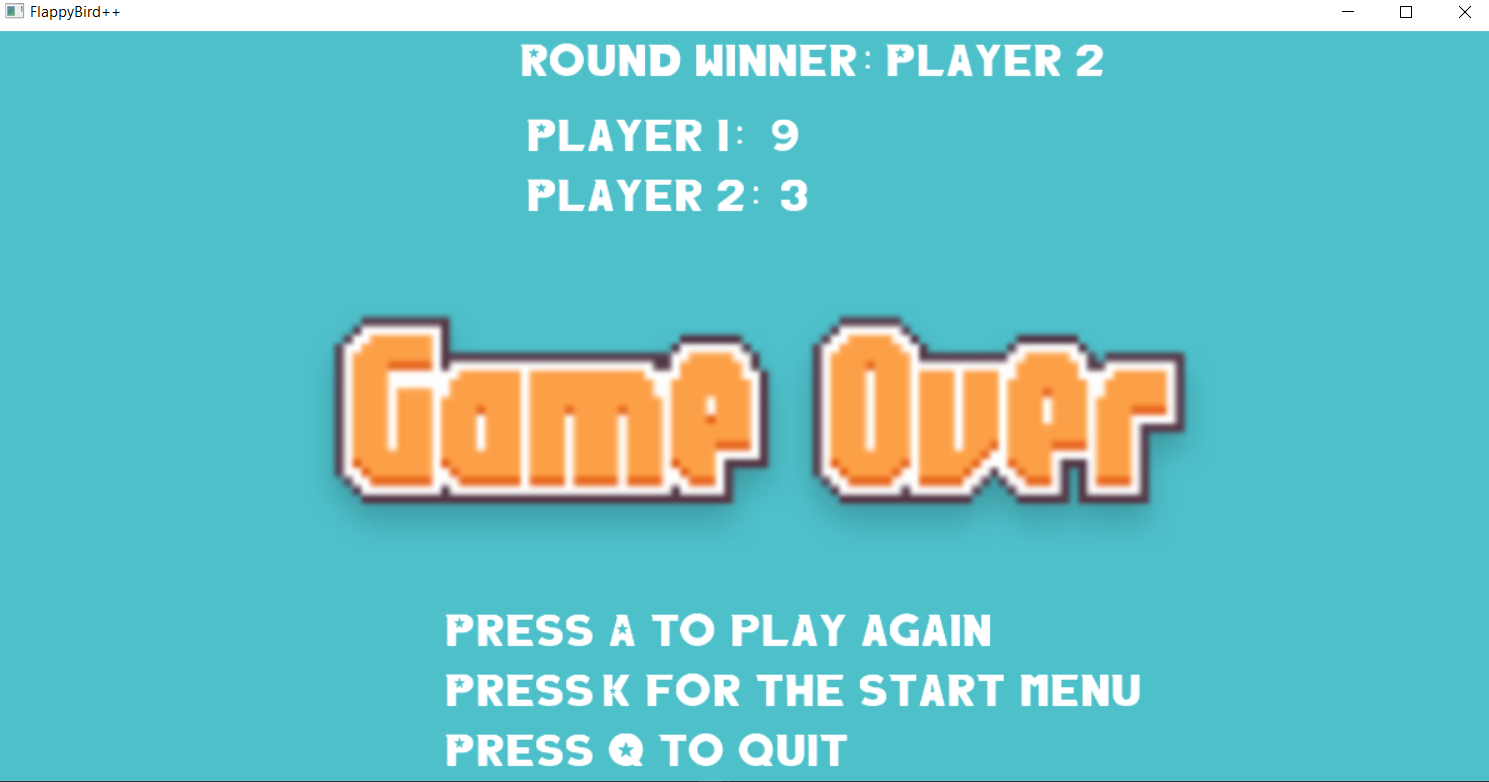 FlappyBird++
ROUND WINNER: PLAYER 2
PLAYER 1: 9
PLAYER 2: 3
Game Over
PRESS A TO PLAY AGAIN
PRESS K FOR THE START MENU
PRESS Q TO QUIT